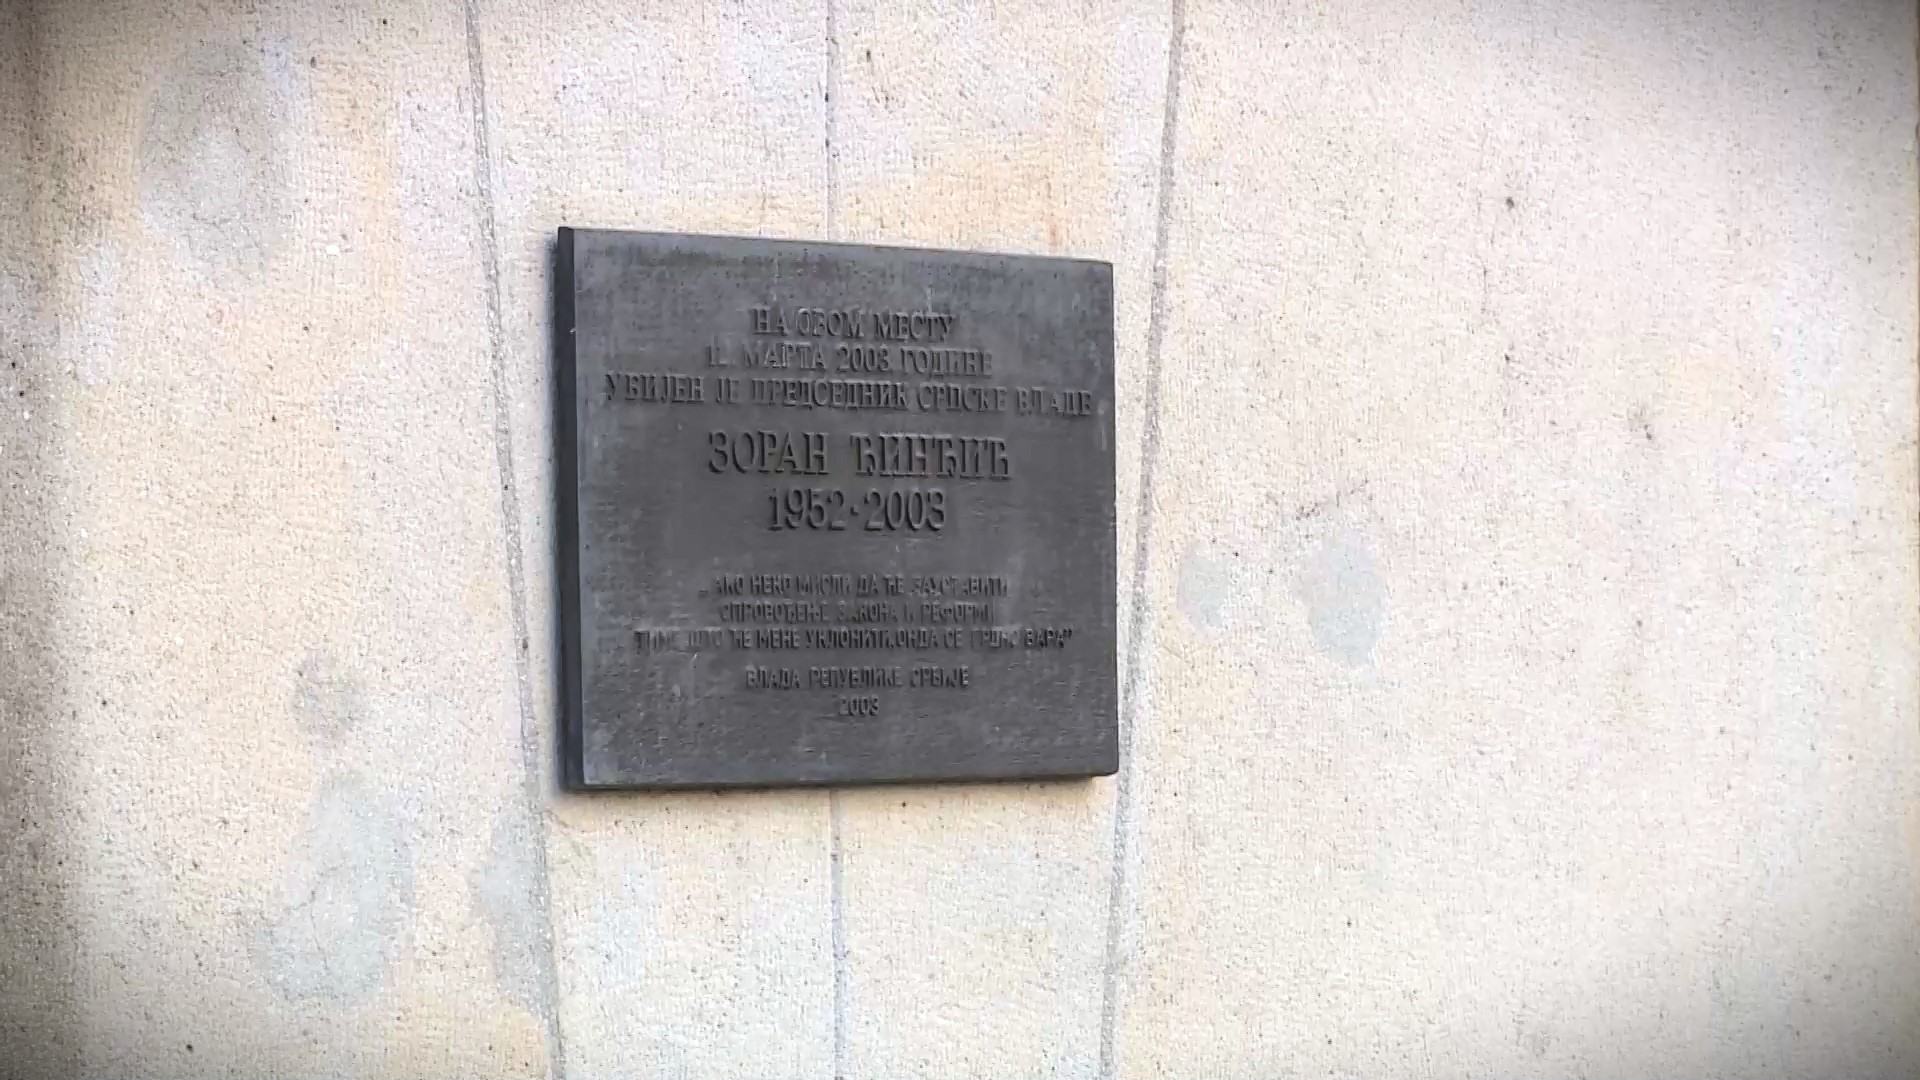 НА ОВОМ МЕСТУ
12. МАРТА 2003. ГОДИНЕ
УБИЈЕН ЈЕ ПРЕДСЕДНИК СРПСКЕ ВЛАДЕ
ЗОРАН ЂИНЂИЋ
1952-2003
„АКО НЕКО МИСЛИ ДА ЋЕ ЗАУСТАВИТИ
СПРОВОЂЕЊЕ ЗАКОНА И РЕФОРМИ
ТИМЕ ШТО ЋЕ МЕНЕ УКЛОНИТИ,ОНДА СЕ ГРДНО ВАРА”
ВЛАДА РЕПУБЛИКЕ СРБИЈЕ
2003